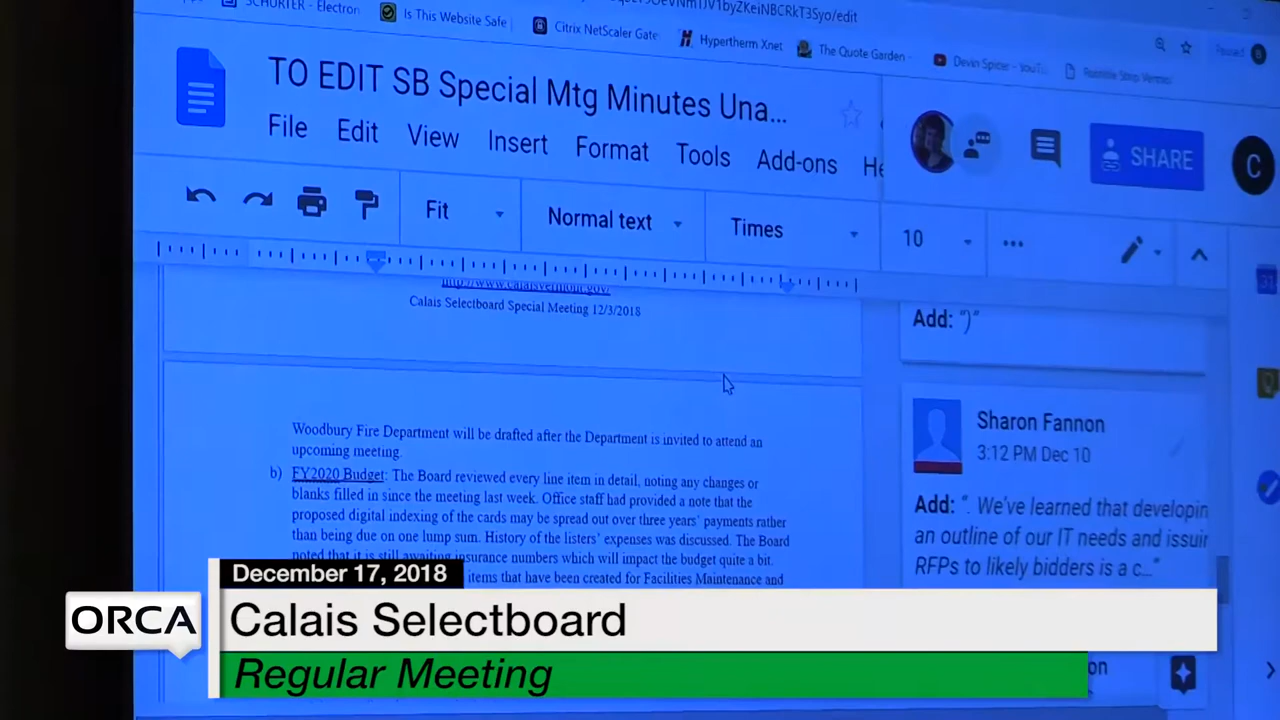 SCHURTER - Electron
Is This Website Safe
Citrix NetScaler Gate
Hypertherm Xnet
The Quote Garden
Paused
TO EDIT SB Special Mtg Minutes Una...
File Edit View Insert Format Tools Add-ons He
SHARE
C
Fit Normal text Times 10 ...
http://www.calaisvermont.gov/
Calais Selectboard Special Meeting 12/3/2018
Add: ")"
Woodbury Fire Department will be drafted after the Department is invited to attend an
upcoming meeting.
b) FY2020 Budget: The Board reviewed every line item in detail, noting any changes or
blanks filled in since the meeting last week. Office staff had provided a note that the
proposed digital indexing of the cards may be spread out over three years' payments rather
than being due on one lump sum. History of the listers' expenses was discussed. The Board
noted that it is still awaiting insurance numbers which will impact the budget quite a bit.
items that have been created for Facilities Maintenance and
Sharon Fannon
3:12 PM Dec 10
Add: ". We've learned that developin
an outline of our IT needs and issuin
RFPs to likely bidders is a c..."
December 17, 2018
ORCA
Calais Selectboard
Regular Meeting